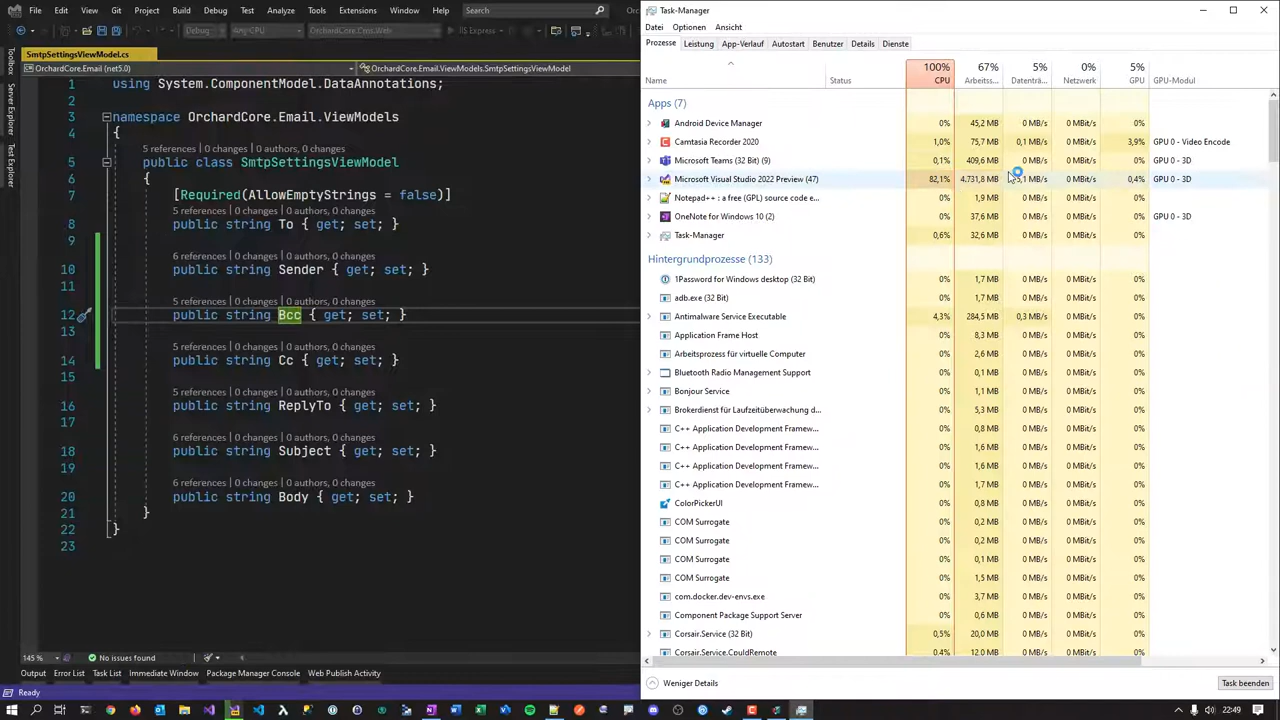 File Edit View Git Project Build Debug Test Analyze Tools Extensions Window Help Search Orc
Debug Any CPU OrchardCore.Cms.Web IIS Express
SmtpSettingsViewModel.cs
OrchardCore.Email (net5.0) OrchardCore.Email.ViewModels.SmtpSettingsViewModel
Toolbox
Server Explorer
1 using System.ComponentModel.DataAnnotations;
2
3 namespace OrchardCore.Email.ViewModels
4 {
5 references | 0 changes | 0 authors, 0 changes
5 public class SmtpSettingsViewModel
6 {
7 [Required(AllowEmptyStrings = false)]
6 references | 0 changes | 0 authors, 0 changes
8 public string To { get; set; }
9
6 references | 0 changes | 0 authors, 0 changes
10 public string Sender { get; set; }
11
5 references | 0 changes | 0 authors, 0 changes
12 public string Bcc { get; set; }
13
5 references | 0 changes | 0 authors, 0 changes
14 public string Cc { get; set; }
15
5 references | 0 changes | 0 authors, 0 changes
16 public string ReplyTo { get; set; }
17
6 references | 0 changes | 0 authors, 0 changes
18 public string Subject { get; set; }
19
6 references | 0 changes | 0 authors, 0 changes
20 public string Body { get; set; }
21 }
22 }
23
145 % No issues found
Output Error List Task List Immediate Window Package Manager Console Web Publish Activity
Ready
Task-Manager
Datei Optionen Ansicht
Prozesse Leistung App-Verlauf Autostart Benutzer Details Dienste
100% 67% 5% 0% 5%
Name Status CPU Arbeitss... Datenträ... Netzwerk GPU GPU-Modul
Apps (7)
Android Device Manager 0% 45,2 MB 0 MB/s 0 MBit/s 0%
Camtasia Recorder 2020 1,0% 75,7 MB 0,1 MB/s 0 MBit/s 3,9% GPU 0 - Video Encode
Microsoft Teams (32 Bit) (9) 0,1% 409,6 MB 0 MB/s 0 MBit/s 0% GPU 0 - 3D
Microsoft Visual Studio 2022 Preview (47) 82,1% 4.731,8 MB MB/s 0 MBit/s 0,4% GPU 0 - 3D
Notepad++ : a free (GPL) source code e... 0% 1,9 MB 0 MB/s 0 MBit/s 0%
OneNote for Windows 10 (2) 0% 37,6 MB 0 MB/s 0 MBit/s 0% GPU 0 - 3D
Task-Manager 0,6% 32,6 MB 0 MB/s 0 MBit/s 0%
Hintergrundprozesse (133)
1Password for Windows desktop (32 Bit) 0% 1,7 MB 0 MB/s 0 MBit/s 0%
adb.exe (32 Bit) 0% 1,7 MB 0 MB/s 0 MBit/s 0%
Antimalware Service Executable 4,3% 284,5 MB 0,3 MB/s 0 MBit/s 0%
Application Frame Host 0% 8,3 MB 0 MB/s 0 MBit/s 0%
Arbeitsprozess für virtuelle Computer 0% 2,6 MB 0 MB/s 0 MBit/s 0%
Bluetooth Radio Management Support 0% 1,1 MB 0 MB/s 0 MBit/s 0%
Bonjour Service 0% 1,1 MB 0 MB/s 0 MBit/s 0%
Brokerdienst für Laufzeitüberwachung d... 0% 5,3 MB 0 MB/s 0 MBit/s 0%
C++ Application Development Framew... 0% 0,8 MB 0 MB/s 0 MBit/s 0%
C++ Application Development Framew... 0% 1,6 MB 0 MB/s 0 MBit/s 0%
C++ Application Development Framew... 0% 1,6 MB 0 MB/s 0 MBit/s 0%
C++ Application Development Framew... 0% 1,7 MB 0 MB/s 0 MBit/s 0%
ColorPickerUI 0% 0,8 MB 0 MB/s 0 MBit/s 0%
COM Surrogate 0% 0,2 MB 0 MB/s 0 MBit/s 0%
COM Surrogate 0% 0,2 MB 0 MB/s 0 MBit/s 0%
COM Surrogate 0% 0,1 MB 0 MB/s 0 MBit/s 0%
COM Surrogate 0% 1,5 MB 0 MB/s 0 MBit/s 0%
com.docker.dev-envs.exe 0% 3,7 MB 0 MB/s 0 MBit/s 0%
Component Package Support Server 0% 0,8 MB 0 MB/s 0 MBit/s 0%
Corsair.Service (32 Bit) 0,5% 20,0 MB 0 MB/s 0 MBit/s 0%
Corsair.Service.CpuIdRemote 0,4% 12,0 MB 0 MB/s 0 MBit/s 0%
Weniger Details Task beenden
22:49